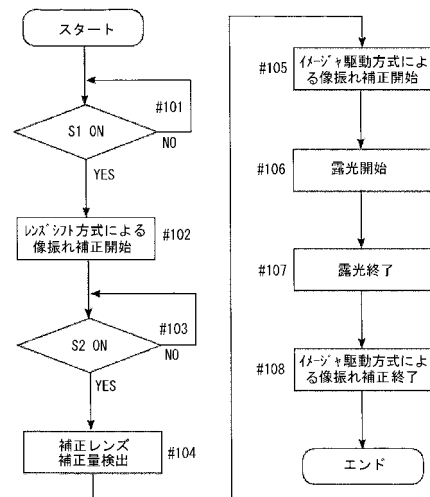 スタート
#101
S1 ON
NO
YES
レンズシフト方式による
像振れ補正開始
#102
#103
S2 ON
NO
YES
補正レンズ
補正量検出
#104
#105
イメージャ駆動方式によ
る像振れ補正開始
#106
露光開始
#107
露光終了
#108
イメージャ駆動方式によ
る像振れ補正終了
エンド